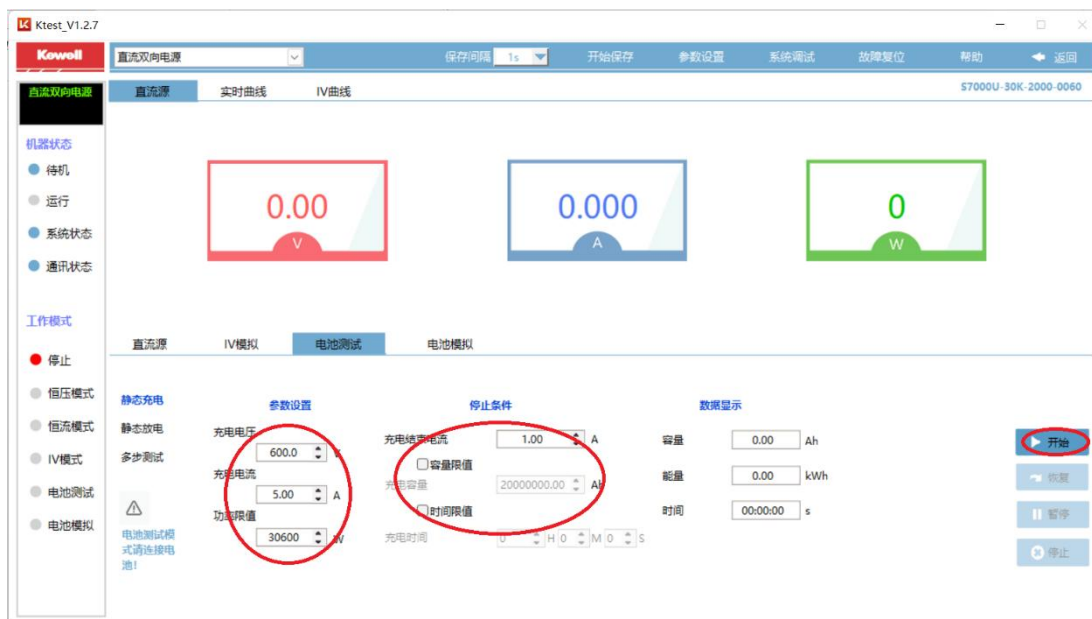 Ktest_V1.2.7
Kewell
直流双向电源
保存间隔 1s 开始保存 参数设置 系统调试 故障复位 帮助 返回
直流双向电源
直流源 实时曲线 IV曲线
S7000U-30K-2000-0060
机器状态
待机
运行
系统状态
通讯状态
0.00
V
0.000
A
0
W
工作模式
停止
恒压模式
恒流模式
IV模式
电池测试
电池模拟
直流源 IV模拟 电池测试 电池模拟
静态充电
静态放电
多步测试
电池测试模
式请连接电
池!
参数设置
充电电压
600.0 V
充电电流
5.00 A
功率限值
30600 W
停止条件
充电结束电流 1.00 A
容量限值
充电容量 20000000.00 Ah
时间限值
充电时间 0 H 0 M 0 S
数据显示
容量 0.00 Ah
能量 0.00 kWh
时间 00:00:00 s
开始
恢复
暂停
停止